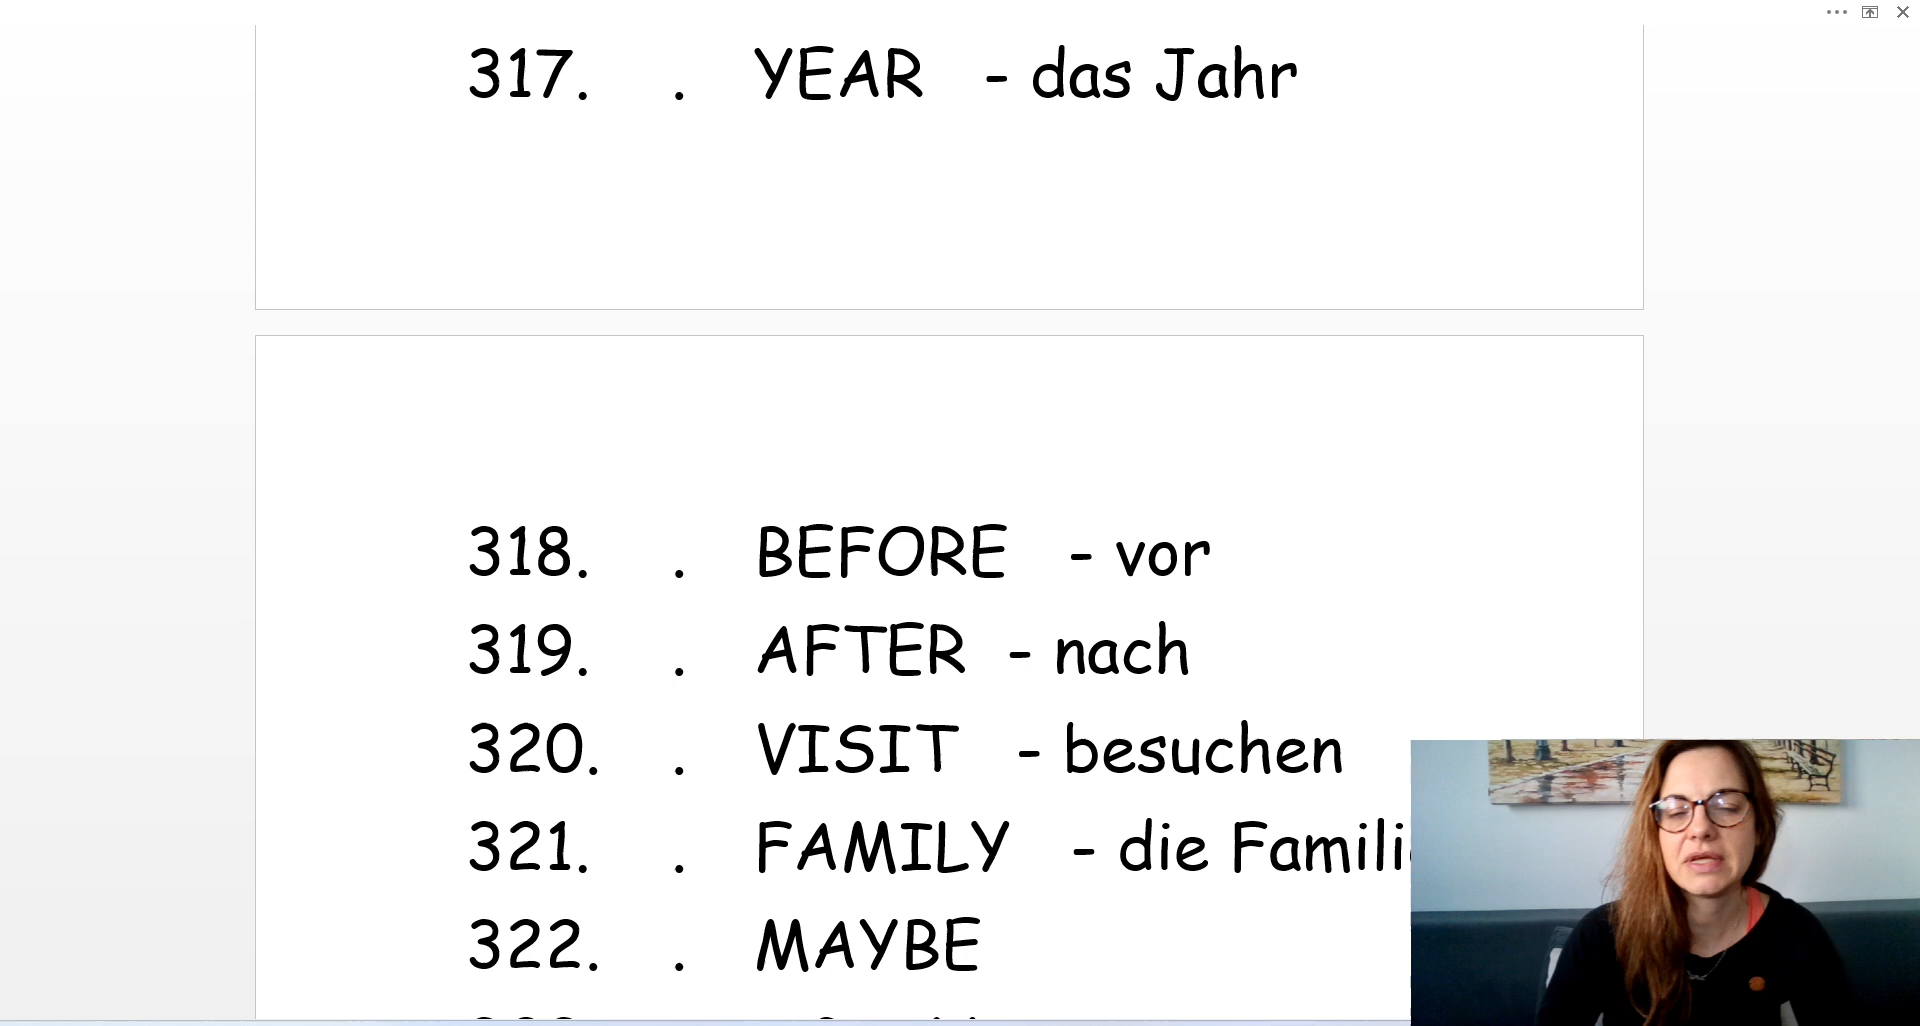 317. . YEAR - das Jahr
318. . BEFORE - vor
319. . AFTER - nach
320. . VISIT - besuchen
321. . FAMILY - die Famili
322. . MAYBE